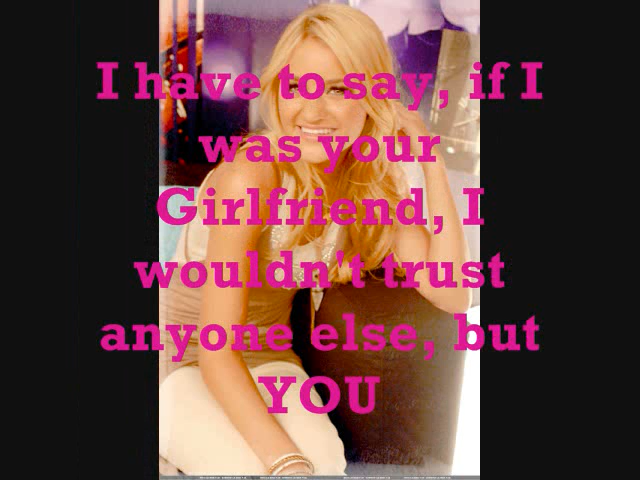 I have to say, if I
was your
Girlfriend, I
wouldn't trust
anyone else, but
YOU